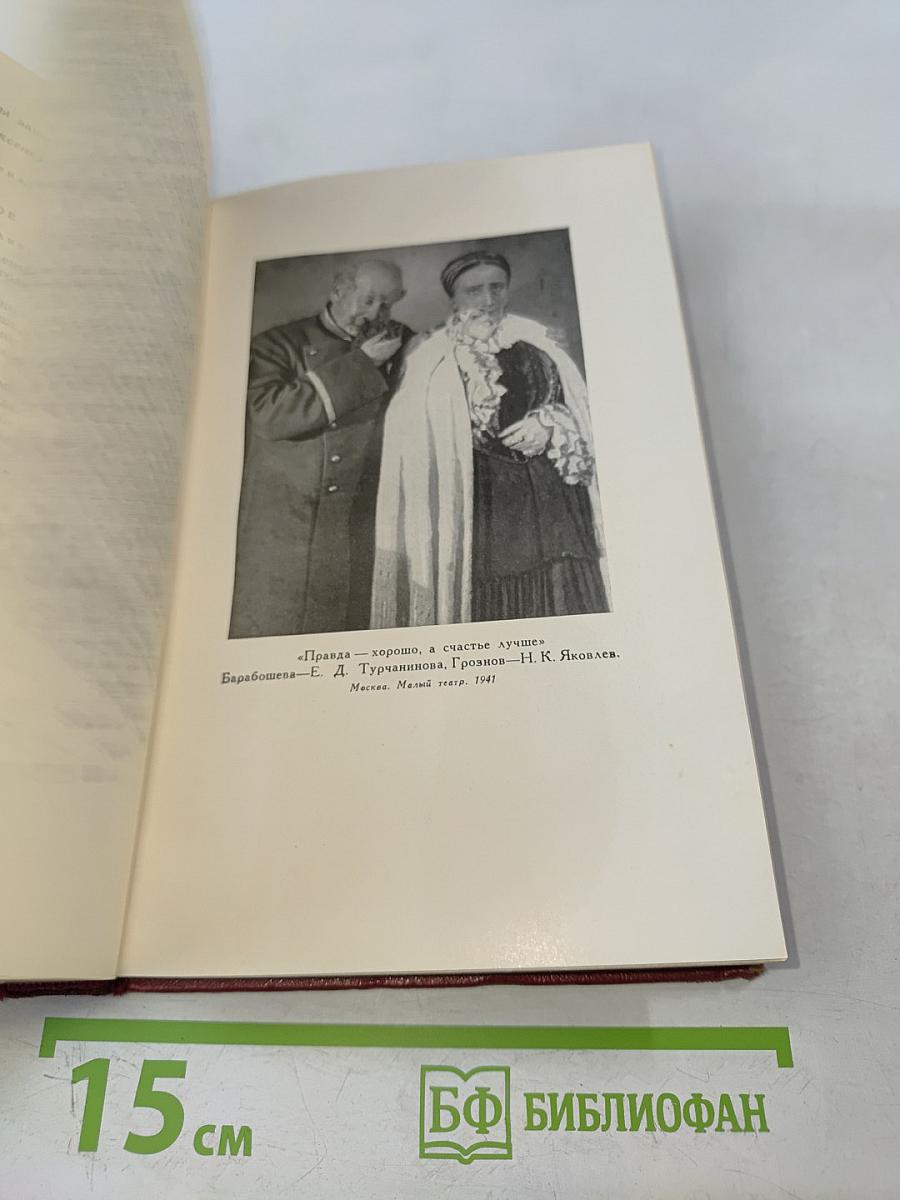 «Правда — хорошо, а счастье лучше»
Барабошева—Е. Д. Турчанинова, Грознов—Н. К. Яковлев.
Москва. Малый театр. 1941
15 см
БФ БИБЛИОФАН